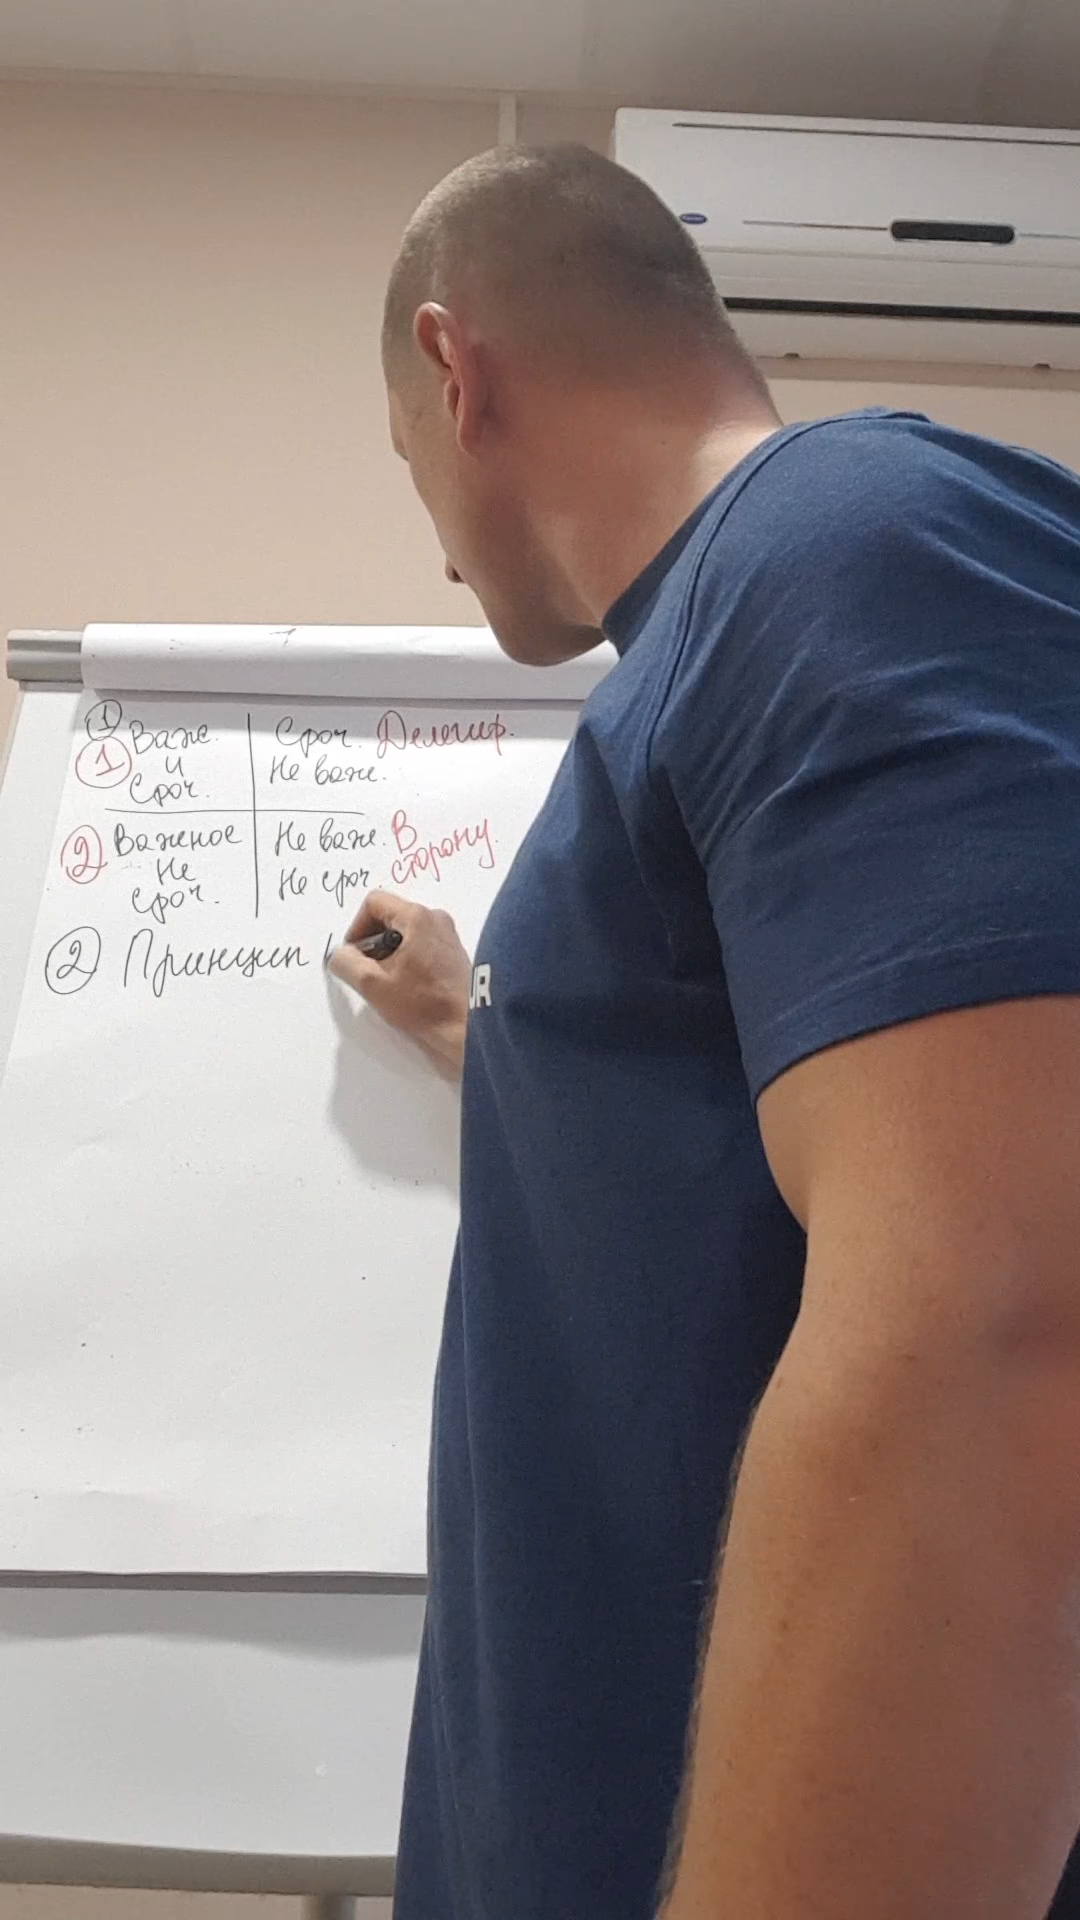 ①
① Важ. и Сроч.
Сроч. Не важ. Делегир.
② Важное Не сроч.
Не важ. Не сроч. В сторону.
② Принцип
UR